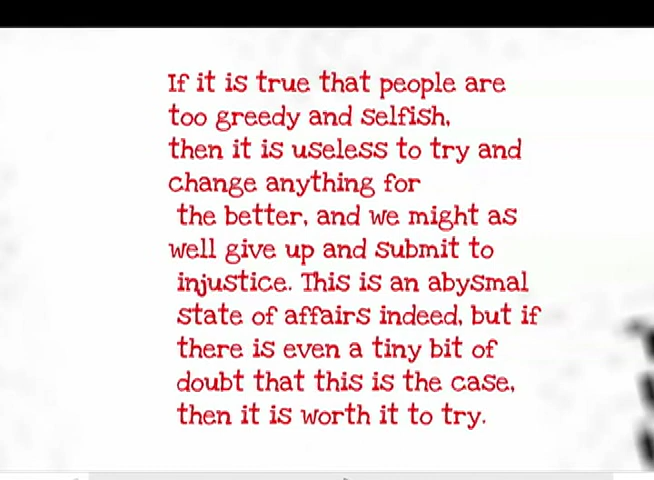 If it is true that people are
too greedy and selfish,
then it is useless to try and
change anything for
the better, and we might as
well give up and submit to
injustice. This is an abysmal
state of affairs indeed, but if
there is even a tiny bit of
doubt that this is the case,
then it is worth it to try.